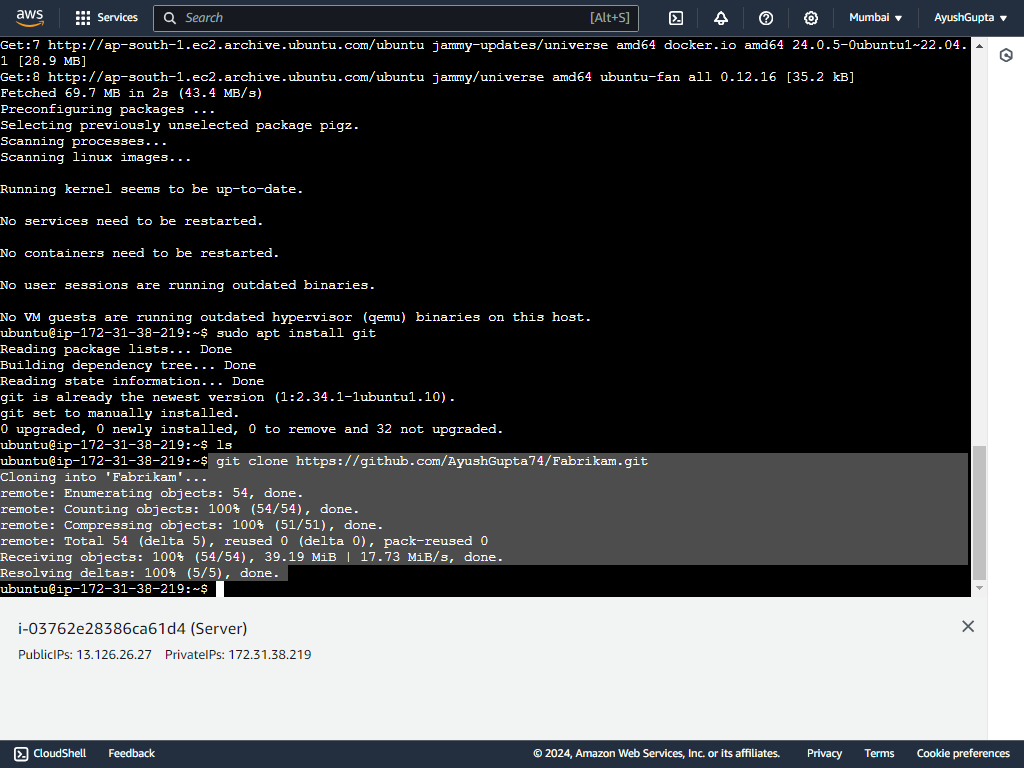 aws Services Search [Alt+S] Mumbai AyushGupta
Get:7 http://ap-south-1.ec2.archive.ubuntu.com/ubuntu jammy-updates/universe amd64 docker.io amd64 24.0.5-0ubuntu1~22.04.
1 [28.9 MB]
Get:8 http://ap-south-1.ec2.archive.ubuntu.com/ubuntu jammy/universe amd64 ubuntu-fan all 0.12.16 [35.2 kB]
Fetched 69.7 MB in 2s (43.4 MB/s)
Preconfiguring packages ...
Selecting previously unselected package pigz.
Scanning processes...
Scanning linux images...
Running kernel seems to be up-to-date.
No services need to be restarted.
No containers need to be restarted.
No user sessions are running outdated binaries.
No VM guests are running outdated hypervisor (qemu) binaries on this host.
ubuntu@ip-172-31-38-219:~$ sudo apt install git
Reading package lists... Done
Building dependency tree... Done
Reading state information... Done
git is already the newest version (1:2.34.1-1ubuntu1.10).
git set to manually installed.
0 upgraded, 0 newly installed, 0 to remove and 32 not upgraded.
ubuntu@ip-172-31-38-219:~$ ls
ubuntu@ip-172-31-38-219:~$ git clone https://github.com/AyushGupta74/Fabrikam.git
Cloning into 'Fabrikam'...
remote: Enumerating objects: 54, done.
remote: Counting objects: 100% (54/54), done.
remote: Compressing objects: 100% (51/51), done.
remote: Total 54 (delta 5), reused 0 (delta 0), pack-reused 0
Receiving objects: 100% (54/54), 39.19 MiB | 17.73 MiB/s, done.
Resolving deltas: 100% (5/5), done.
ubuntu@ip-172-31-38-219:~$
i-03762e28386ca61d4 (Server)
PublicIPs: 13.126.26.27 PrivateIPs: 172.31.38.219
CloudShell Feedback © 2024, Amazon Web Services, Inc. or its affiliates. Privacy Terms Cookie preferences